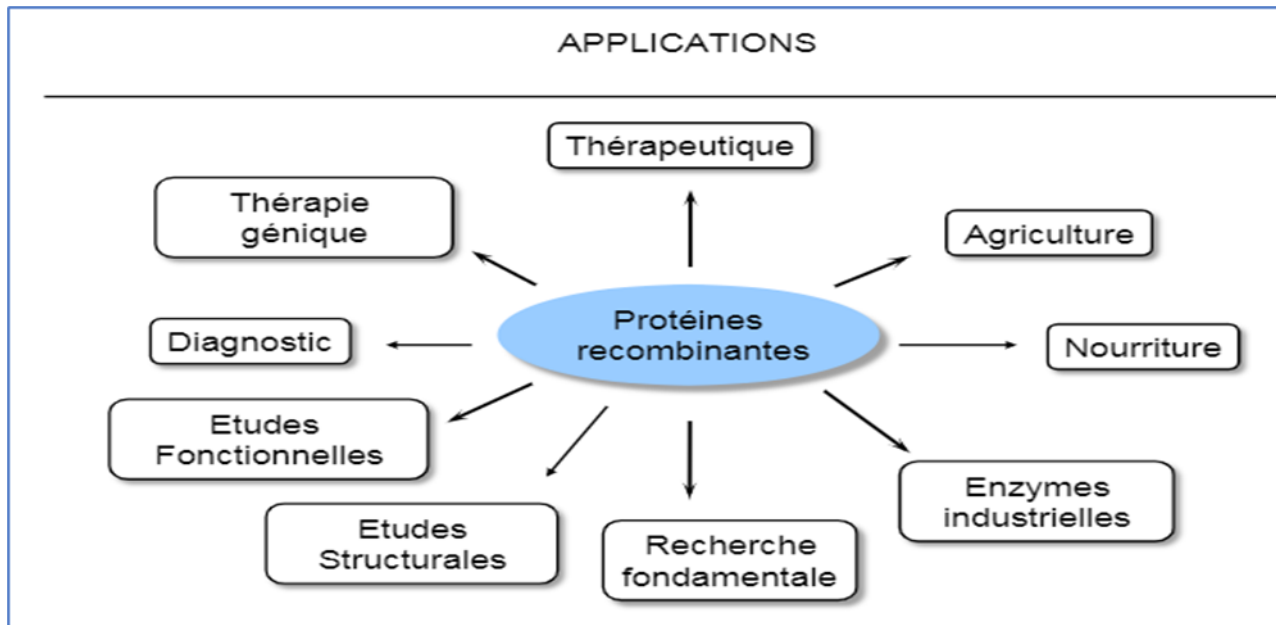 APPLICATIONS
Thérapeutique
Thérapie
génique
Agriculture
Protéines
recombinantes
Diagnostic
Nourriture
Etudes
Fonctionnelles
Enzymes
industrielles
Etudes
Structurales
Recherche
fondamentale